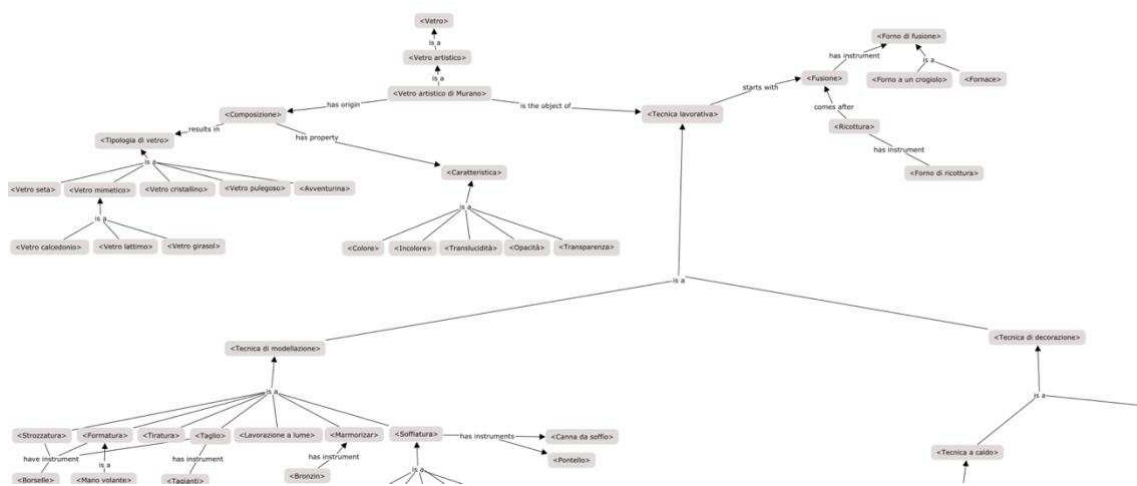 <Vetro>
is a
<Vetro artistico>
is a
<Vetro artistico di Murano>
has origin
is the object of
<Composizione>
results in
has property
<Tipologia di vetro>
is a
<Vetro seta> <Vetro mimetico> <Vetro cristallino> <Vetro pulegoso> <Avventurina>
is a
<Vetro calcedonio> <Vetro lattimo> <Vetro girasol>
<Caratteristica>
is a
<Colore> <Incolore> <Translucidità> <Opacità> <Transparenza>
<Tecnica lavorativa>
starts with
<Fusione>
has instrument
<Forno di fusione>
is a
<Forno a un crogiolo> <Fornace>
comes after
<Ricottura>
has instrument
<Forno di ricottura>
is a
<Tecnica di modellazione>
is a
<Strozzatura> <Formatura> <Tiratura> <Taglio> <Lavorazione a lume> <Marmorizar> <Soffiatura>
have instrument
is a
has instrument
has instrument
has instruments
<Canna da soffio>
<Pontello>
<Borselle> <Mano volante> <Tagianti> <Bronzin>
is a
<Tecnica di decorazione>
is a
<Tecnica a caldo>